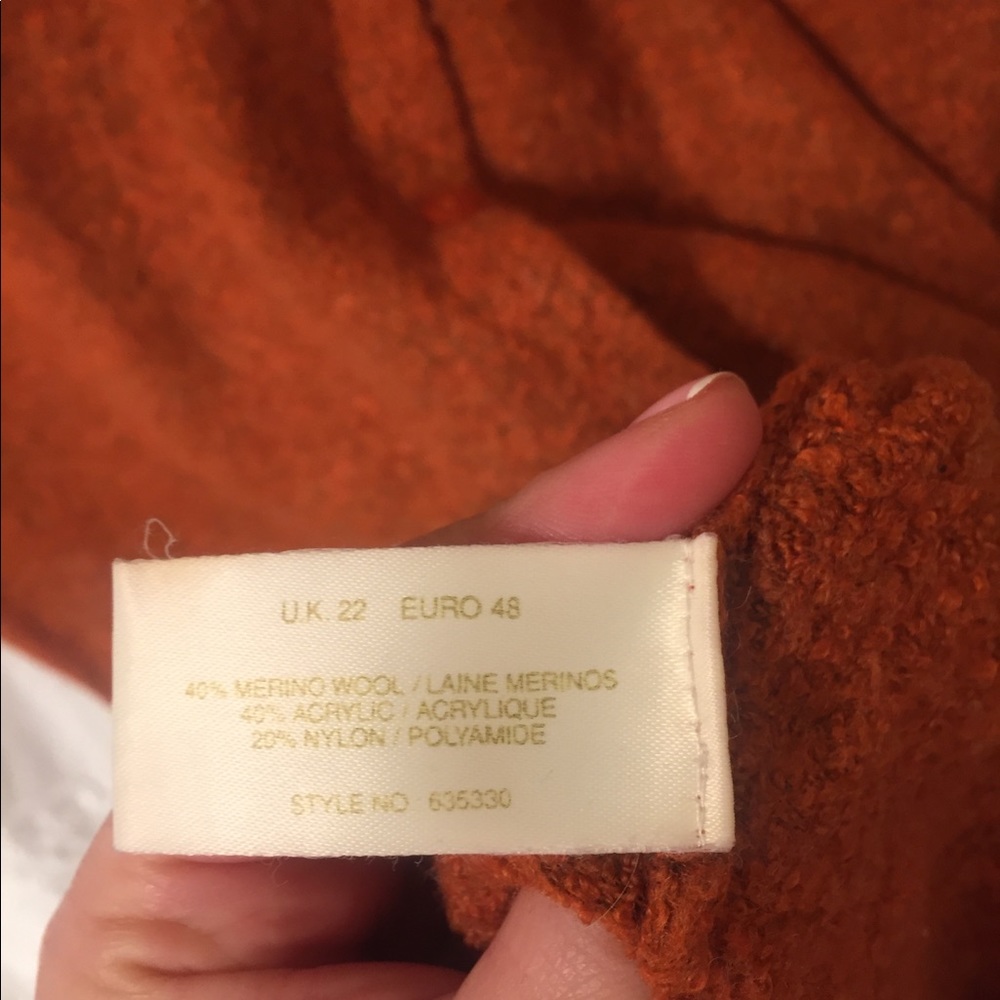 U.K. 22 EURO 48
40% MERINO WOOL / LAINE MERINOS
40% ACRYLIC / ACRYLIQUE
20% NYLON / POLYAMIDE
STYLE NO 635330